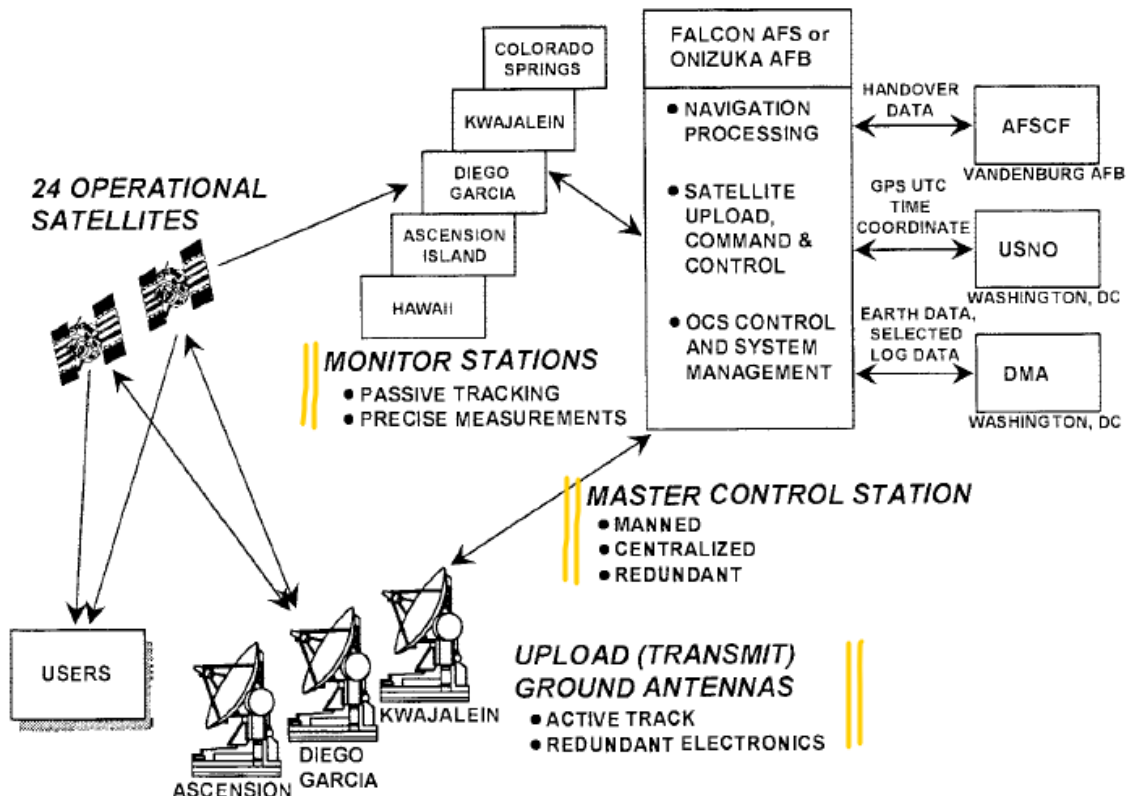 COLORADO
SPRINGS
KWAJALEIN
DIEGO
GARCIA
ASCENSION
ISLAND
HAWAII
24 OPERATIONAL
SATELLITES
MONITOR STATIONS
● PASSIVE TRACKING
● PRECISE MEASUREMENTS
FALCON AFS or
ONIZUKA AFB
● NAVIGATION
PROCESSING
● SATELLITE
UPLOAD,
COMMAND &
CONTROL
● OCS CONTROL
AND SYSTEM
MANAGEMENT
HANDOVER
DATA
AFSCF
VANDENBURG AFB
GPS UTC
TIME
COORDINATE
USNO
WASHINGTON, DC
EARTH DATA,
SELECTED
LOG DATA
DMA
WASHINGTON, DC
MASTER CONTROL STATION
● MANNED
● CENTRALIZED
● REDUNDANT
USERS
ASCENSION
DIEGO
GARCIA
KWAJALEIN
UPLOAD (TRANSMIT)
GROUND ANTENNAS
● ACTIVE TRACK
● REDUNDANT ELECTRONICS